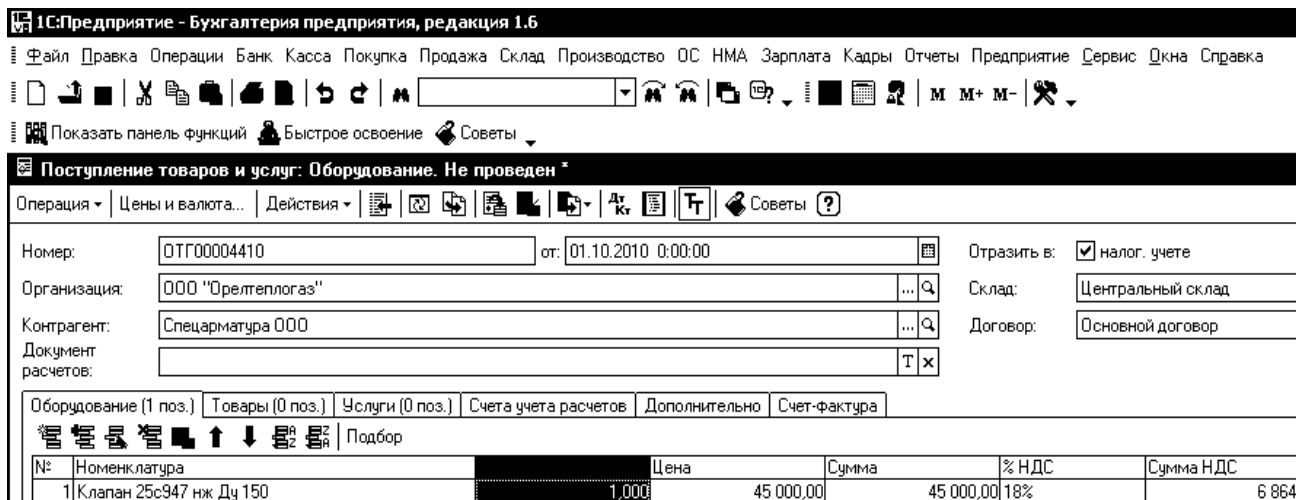 1С:Предприятие - Бухгалтерия предприятия, редакция 1.6
Файл Правка Операции Банк Касса Покупка Продажа Склад Производство ОС НМА Зарплата Кадры Отчеты Предприятие Сервис Окна Справка
M M+ M-
Показать панель функций Быстрое освоение Советы
Поступление товаров и услуг: Оборудование. Не проведен *
Операция Цены и валюта... Действия Дт Кт Советы
Номер: ОТГ00004410 от: 01.10.2010 0:00:00 Отразить в: налог. учете
Организация: ООО "Орелтеплогаз" ... Склад: Центральный склад
Контрагент: Спецарматура ООО ... Договор: Основной договор
Документ
расчетов: T x
Оборудование (1 поз.) Товары (0 поз.) Услуги (0 поз.) Счета учета расчетов Дополнительно Счет-фактура
Подбор
№ Номенклатура Цена Сумма % НДС Сумма НДС
1 Клапан 25с947 нж Ду 150 1,000 45 000,00 45 000,00 18% 6 864